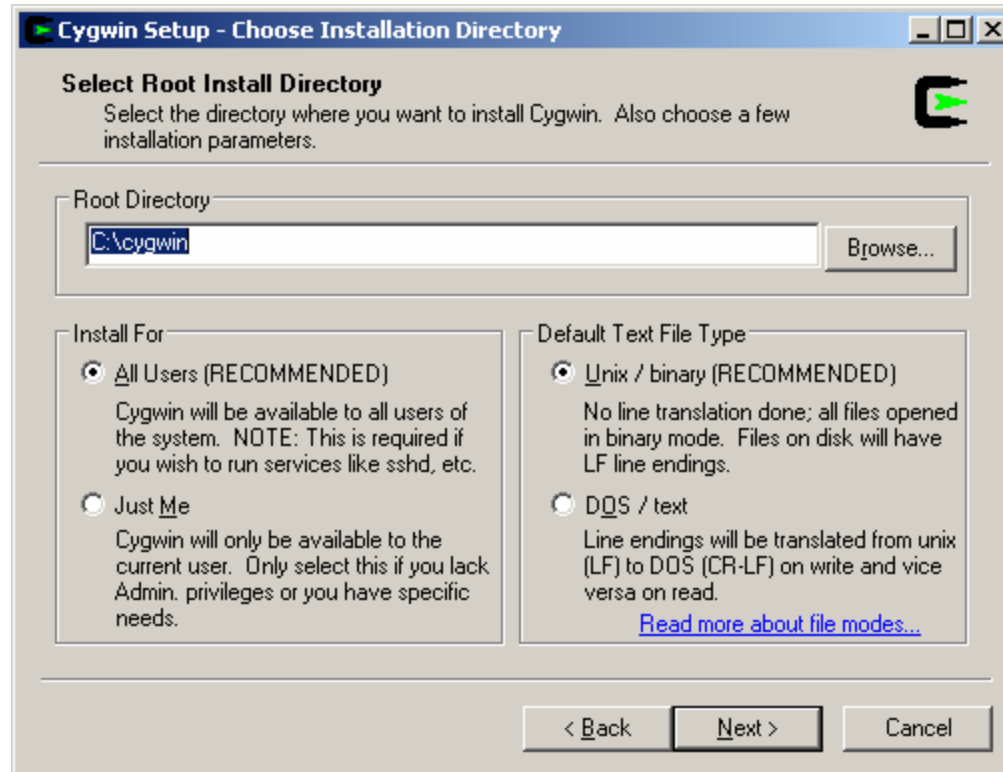 Cygwin Setup - Choose Installation Directory
Select Root Install Directory
Select the directory where you want to install Cygwin.  Also choose a few
installation parameters.
Root Directory
C:\cygwin
Browse...
Install For
All Users (RECOMMENDED)
Cygwin will be available to all users of
the system.  NOTE: This is required if
you wish to run services like sshd, etc.
Just Me
Cygwin will only be available to the
current user.  Only select this if you lack
Admin. privileges or you have specific
needs.
Default Text File Type
Unix / binary (RECOMMENDED)
No line translation done; all files opened
in binary mode.  Files on disk will have
LF line endings.
DOS / text
Line endings will be translated from unix
(LF) to DOS (CR-LF) on write and vice
versa on read.
Read more about file modes...
< Back
Next >
Cancel